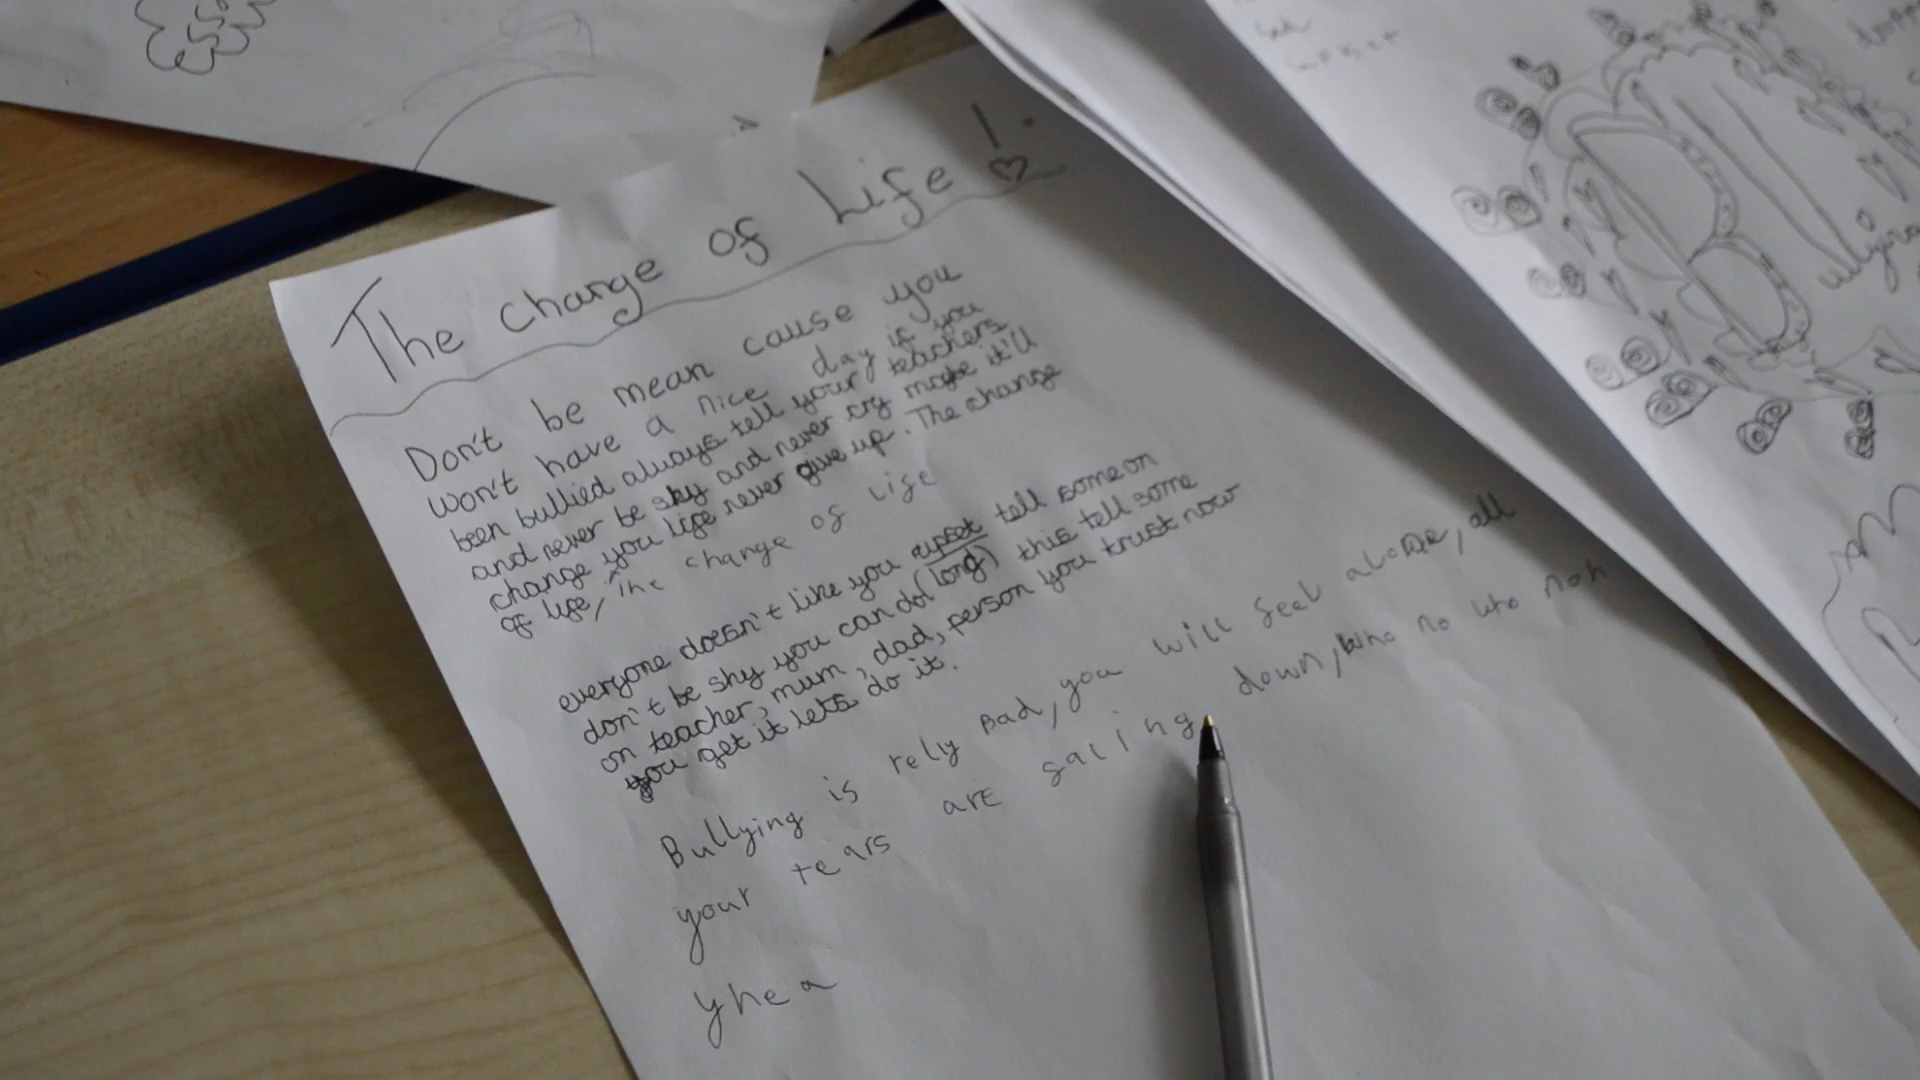 The change of Life!
Don't be mean cause you
won't have a nice day if you
been bullied always tell your teachers
and never be shy and never cry maybe it'll
change you life never give up. The change
of life, the change of life
everyone doesn't like you upset tell some on
don't be shy you can do (long) this tell some
on teacher, mum, dad, person you trust now
you get it lets do it.
Bullying is rely Bad, you will feel alone, all
your tears are faling down, who no who noh
yhea